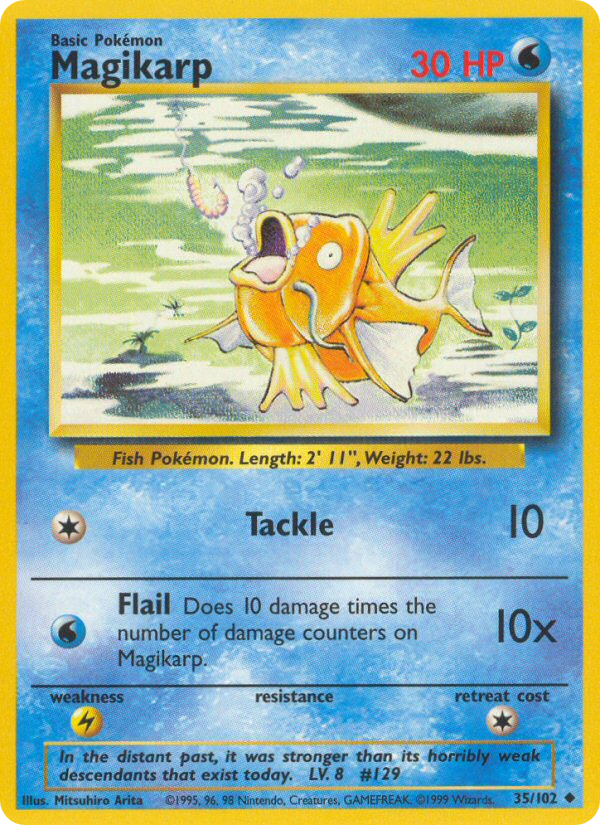 Basic Pokémon
Magikarp 30 HP
Fish Pokémon. Length: 2' 11", Weight: 22 lbs.
Tackle 10
Flail Does 10 damage times the
number of damage counters on
Magikarp.
10x
weakness resistance retreat cost
In the distant past, it was stronger than its horribly weak
descendants that exist today. LV. 8 #129
Illus. Mitsuhiro Arita ©1995, 96, 98 Nintendo, Creatures, GAMEFREAK. ©1999 Wizards. 35/102